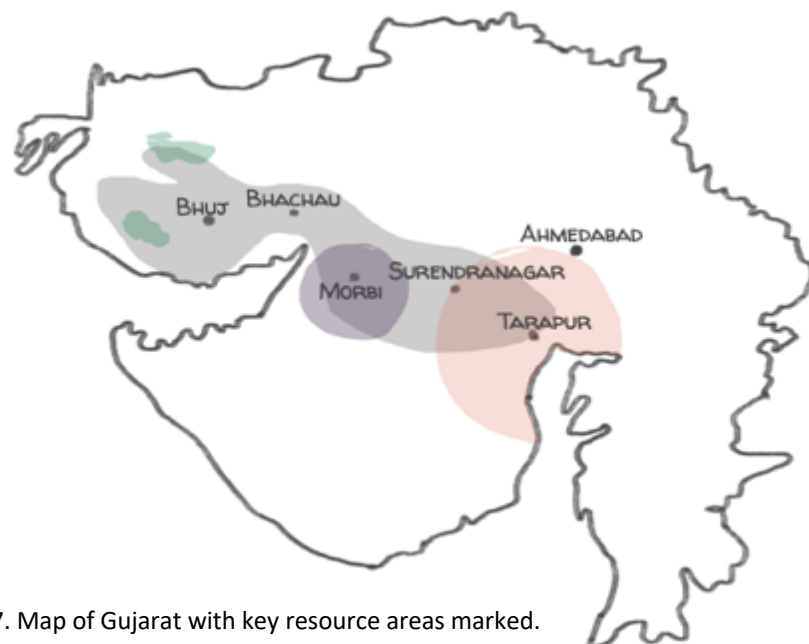 BHUJ
BHACHAU
AHMEDABAD
SURENDRANAGAR
MORBI
TARAPUR
7. Map of Gujarat with key resource areas marked.